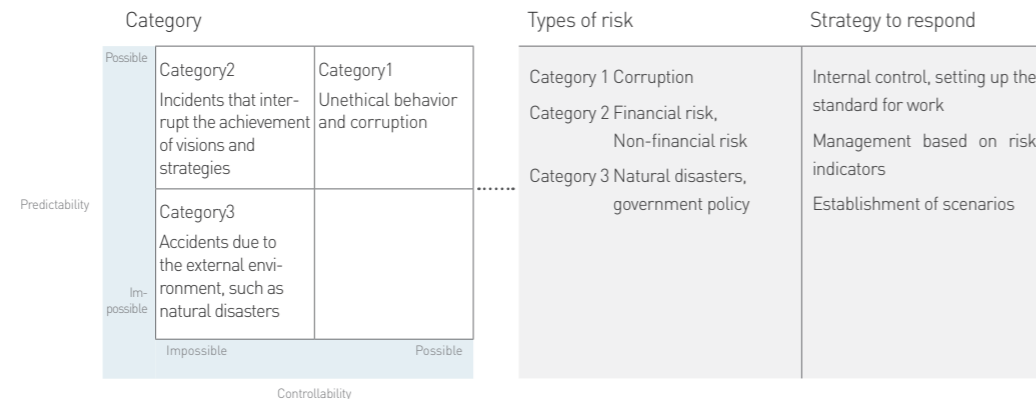 Category
Types of risk
Strategy to respond
Possible
Category2
Incidents that inter-
rupt the achievement
of visions and
strategies
Category1
Unethical behavior
and corruption
Predictability
Category3
Accidents due to
the external envi-
ronment, such as
natural disasters
Im-
possible
Impossible
Possible
Controllability
Category 1 Corruption
Category 2 Financial risk,
Non-financial risk
Category 3 Natural disasters,
government policy
Internal control, setting up the
standard for work
Management based on risk
indicators
Establishment of scenarios